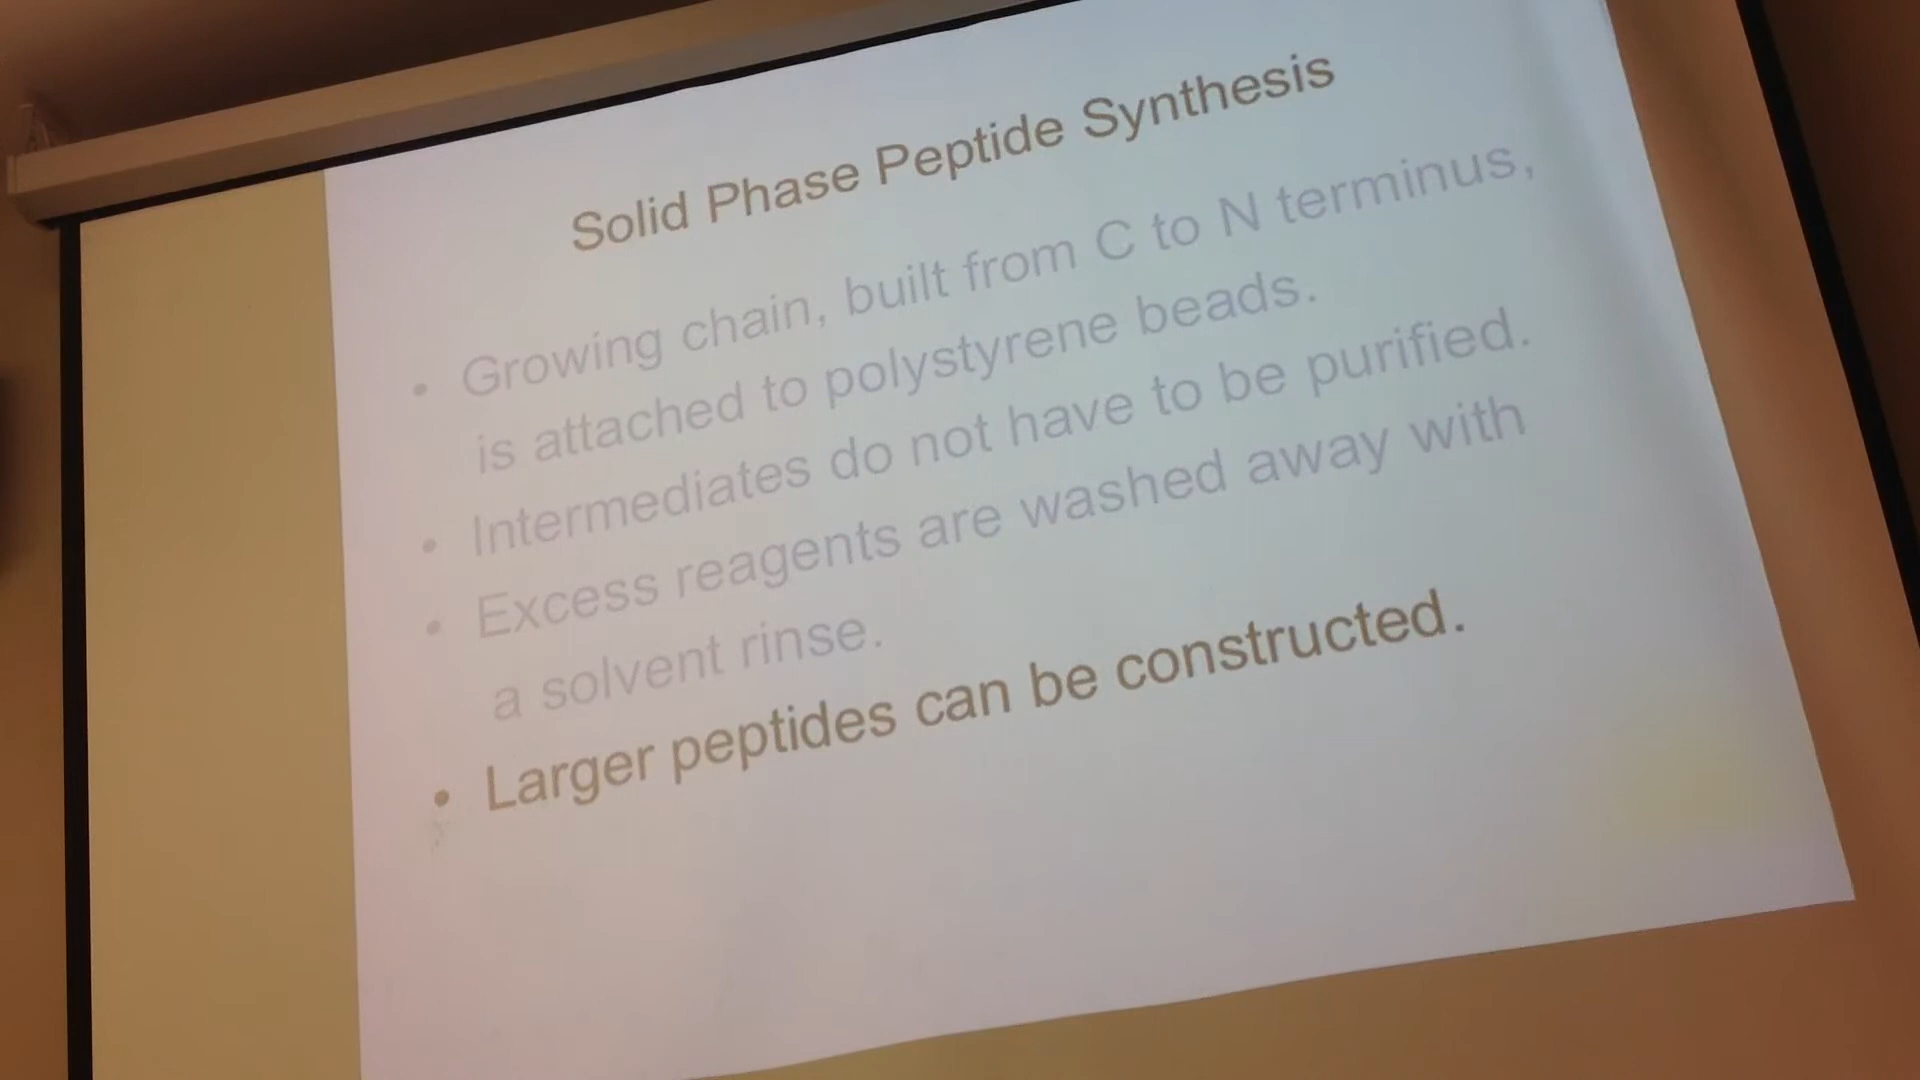 Solid Phase Peptide Synthesis
• Growing chain, built from C to N terminus,
is attached to polystyrene beads.
• Intermediates do not have to be purified.
• Excess reagents are washed away with
a solvent rinse.
• Larger peptides can be constructed.